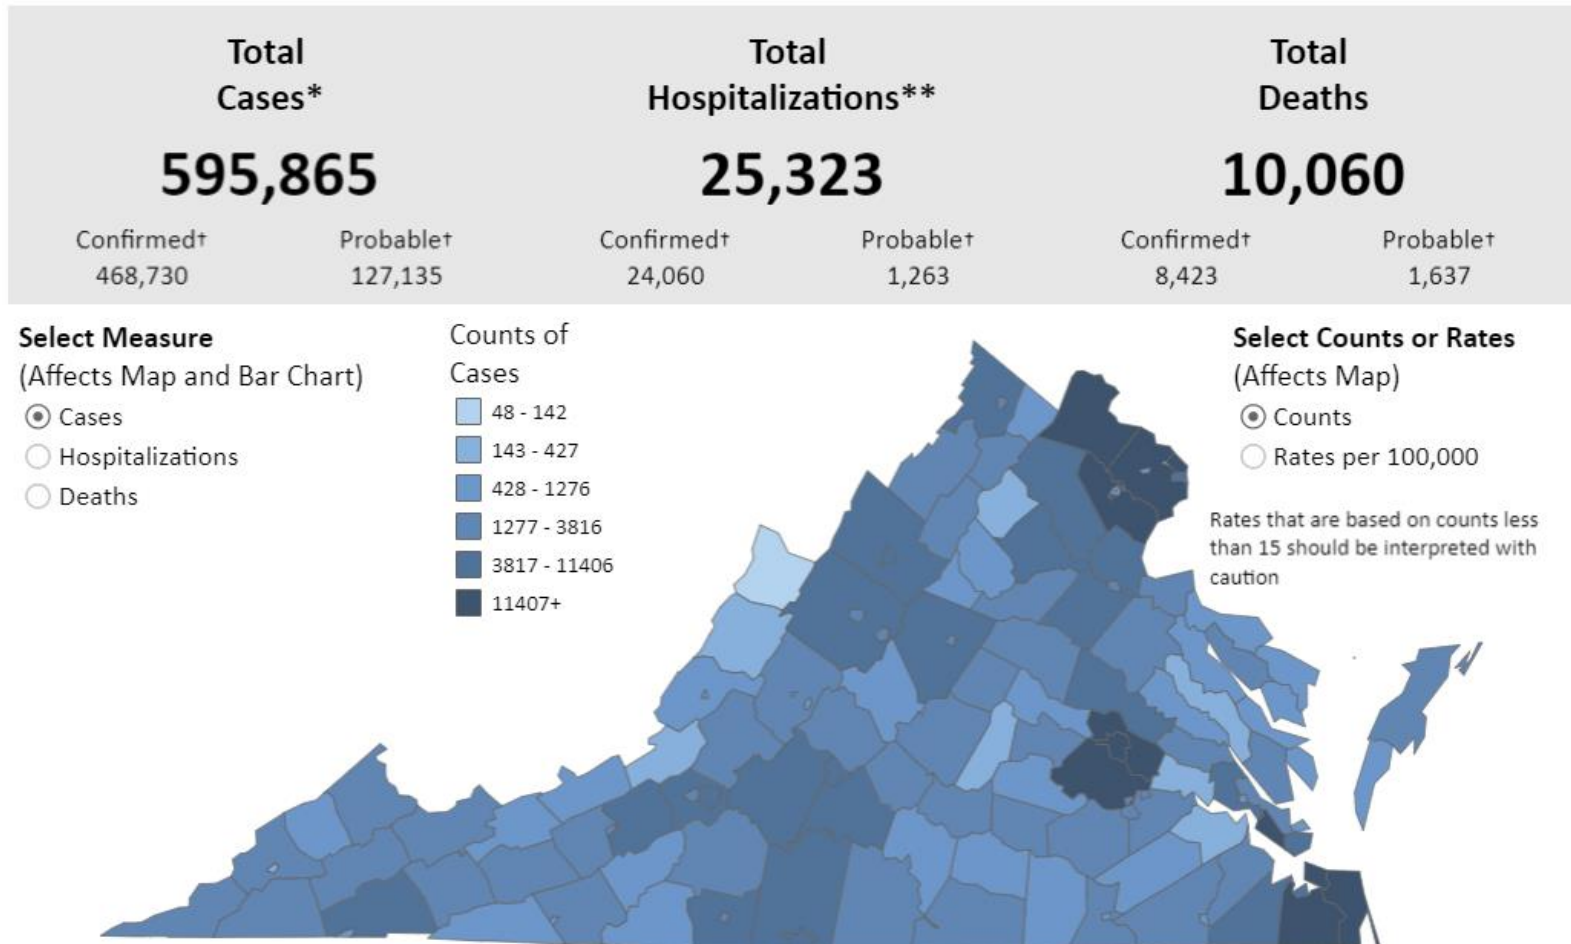 Total
Cases*
595,865
Confirmed†
468,730
Probable†
127,135
Total
Hospitalizations**
25,323
Confirmed†
24,060
Probable†
1,263
Total
Deaths
10,060
Confirmed†
8,423
Probable†
1,637
Select Measure
(Affects Map and Bar Chart)
Cases
Hospitalizations
Deaths
Counts of
Cases
48 - 142
143 - 427
428 - 1276
1277 - 3816
3817 - 11406
11407+
Select Counts or Rates
(Affects Map)
Counts
Rates per 100,000
Rates that are based on counts less
than 15 should be interpreted with
caution